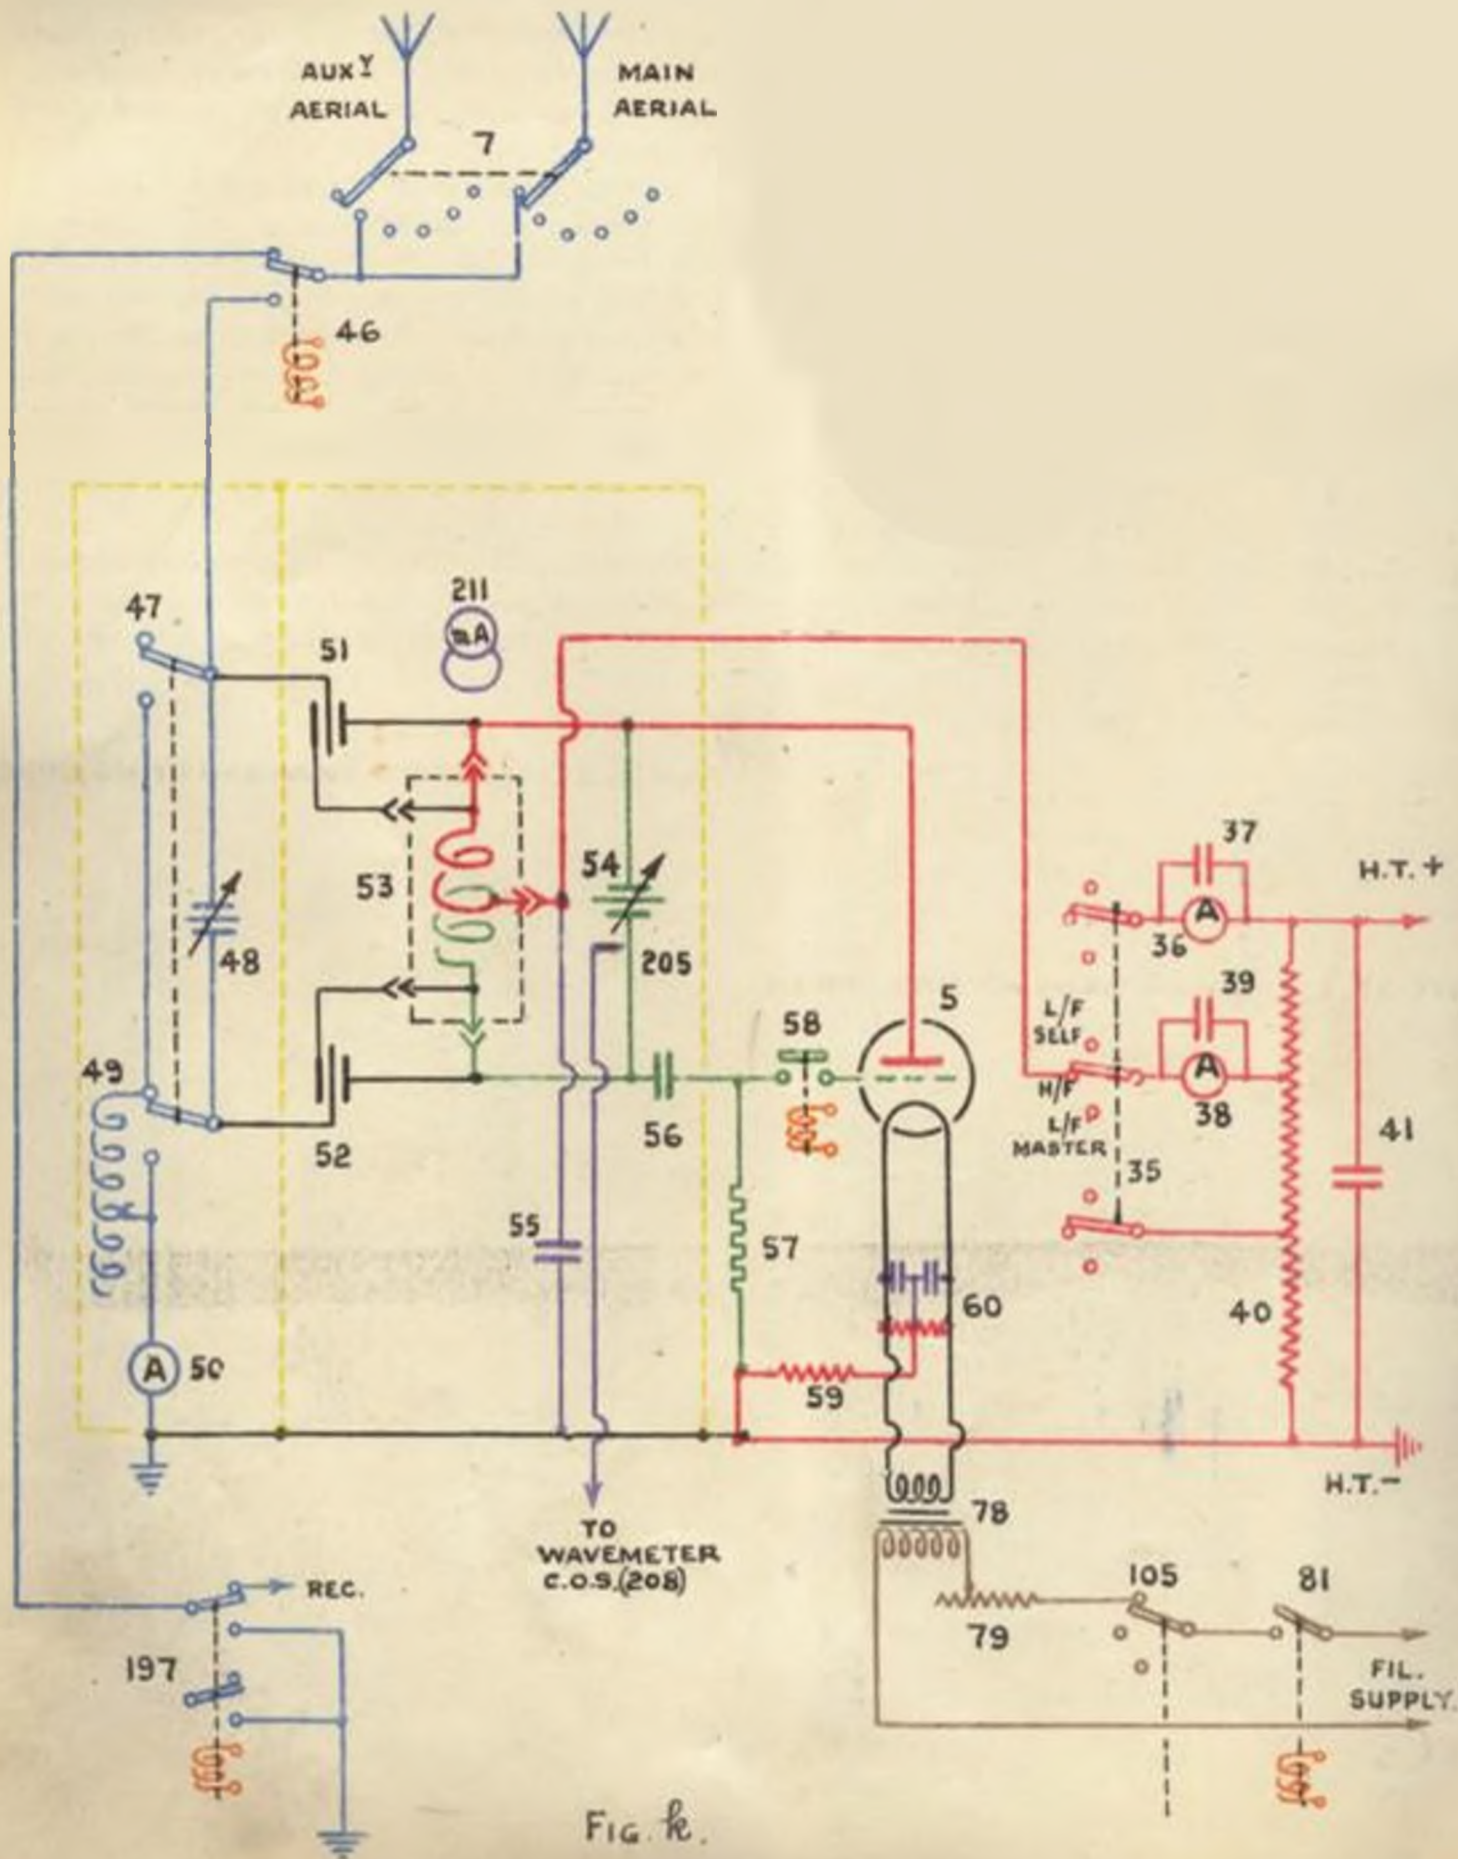 AUXY
AERIAL
MAIN
AERIAL
7
46
47
51
211
mA
53
54
205
48
49
52
56
58
5
55
57
59
60
A
50
37
H.T. +
A
36
39
L/F
SELF
A
H/F
38
L/F
MASTER
35
41
40
H.T.-
78
TO
WAVEMETER
C.O.S.(208)
REC.
197
79
105
81
FIL.
SUPPLY.
FIG. k.